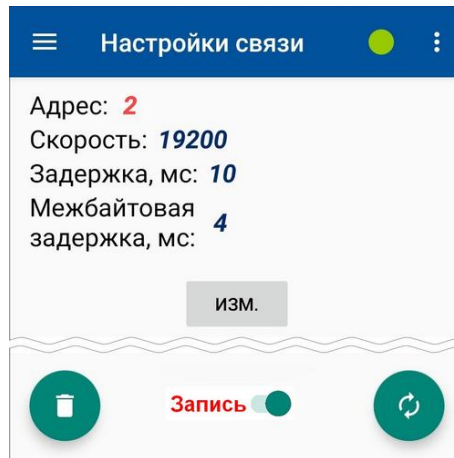 Настройки связи
Адрес: 2
Скорость: 19200
Задержка, мс: 10
Межбайтовая
задержка, мс: 4
изм.
Запись